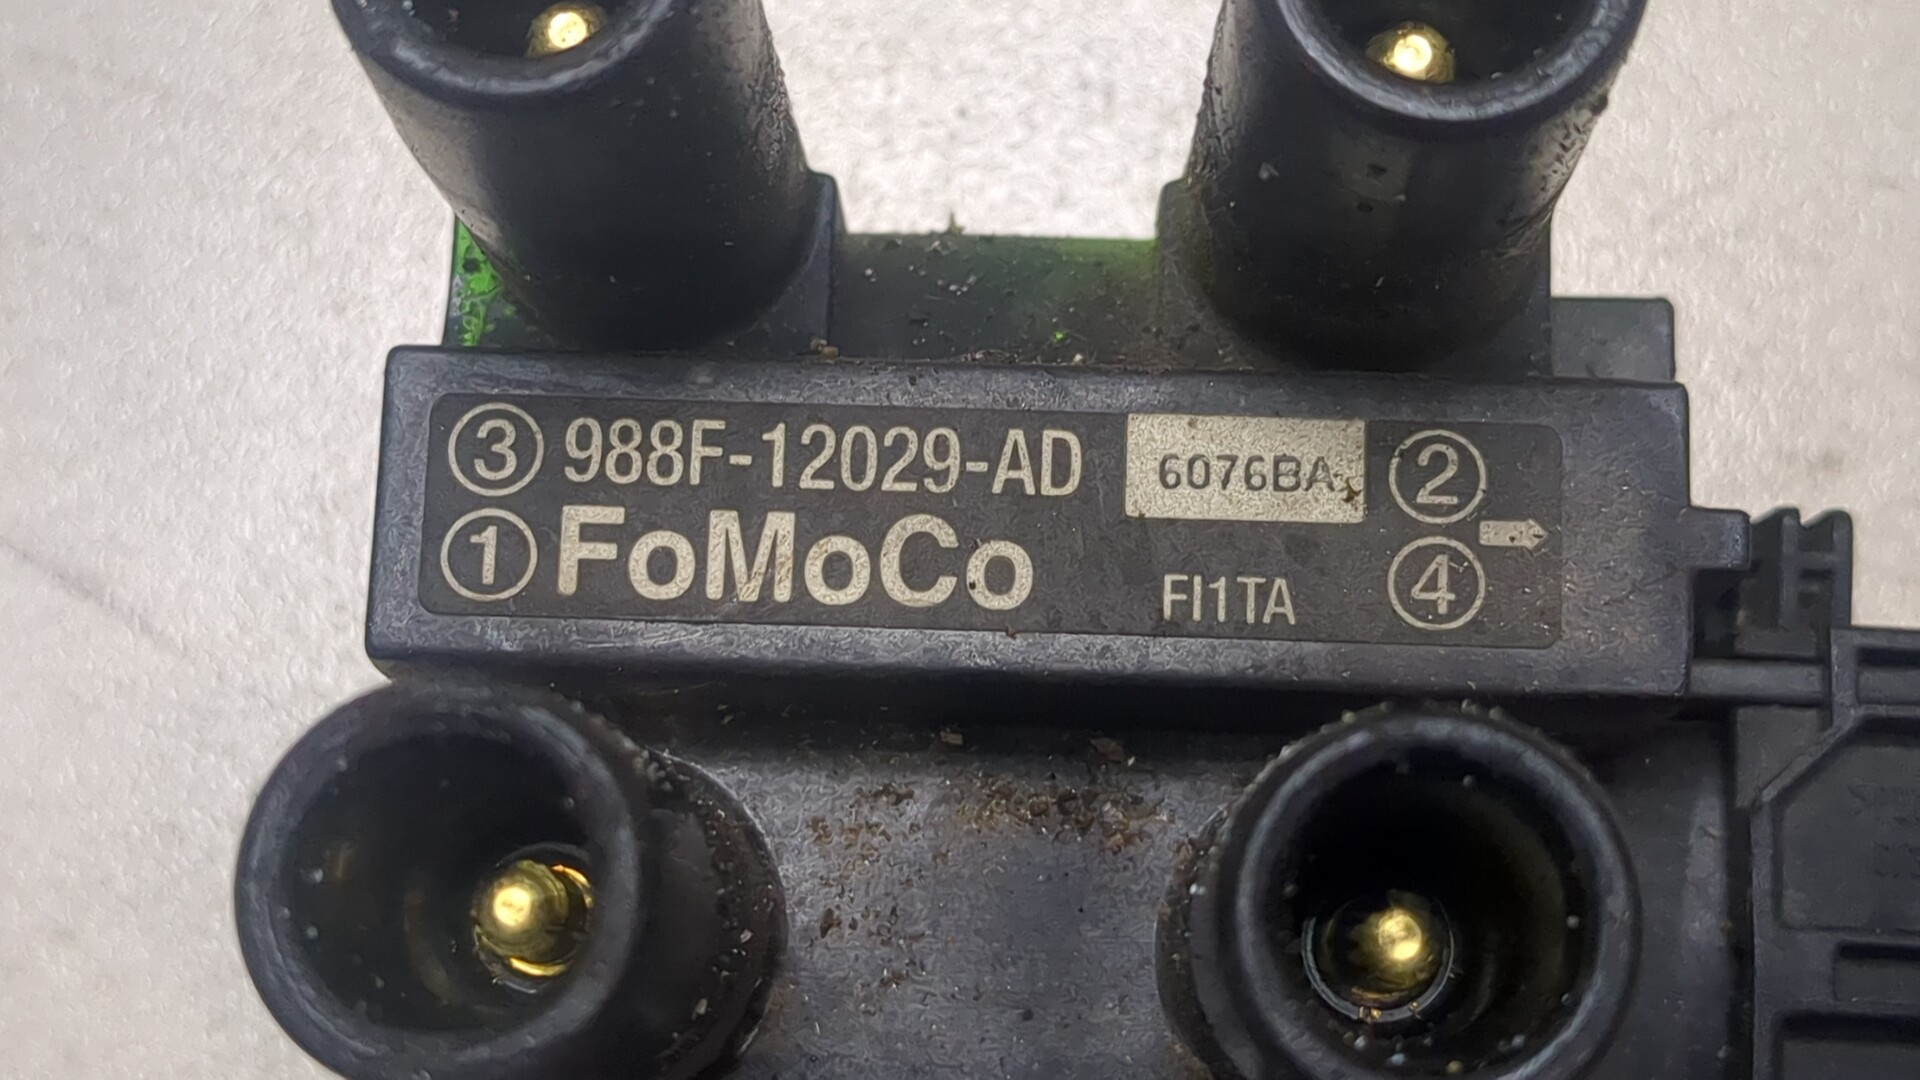 ③ 988F-12029-AD 6076BA ②
① FoMoCo FI1TA ④